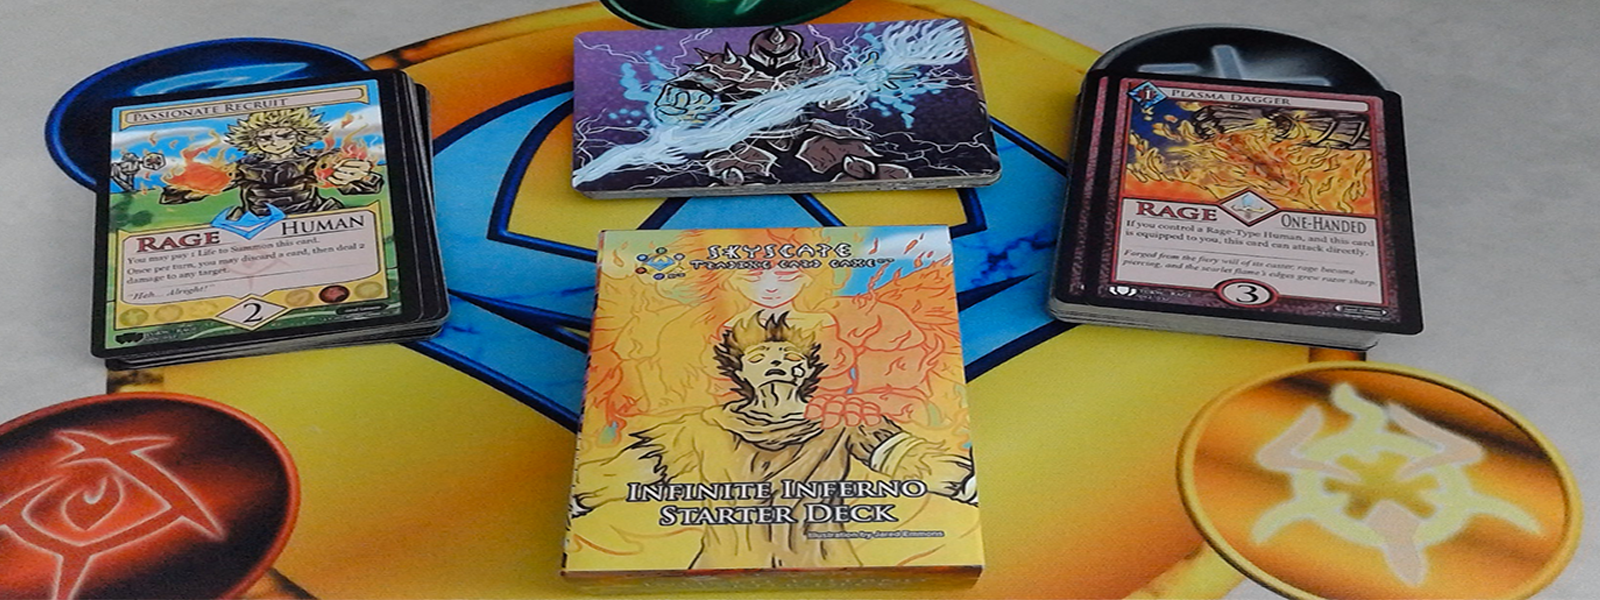 PASSIONATE RECRUIT
RAGE
HUMAN
You may pay 1 Life to Summon this card.
Once per turn, you may discard a card, then deal 2
damage to any target.
"Heh... Alright!"
2
SKYSCAPE
TRADING CARD GAME
INFINITE INFERNO
STARTER DECK
Illustration by Jared Emmons
1
PLASMA DAGGER
RAGE
ONE-HANDED
If you control a Rage-Type Human, and this card
is equipped to you, this card can attack directly.
Forged from the fiery will of its caster, rage became
piercing, and the scarlet flame's edges grew razor sharp.
3